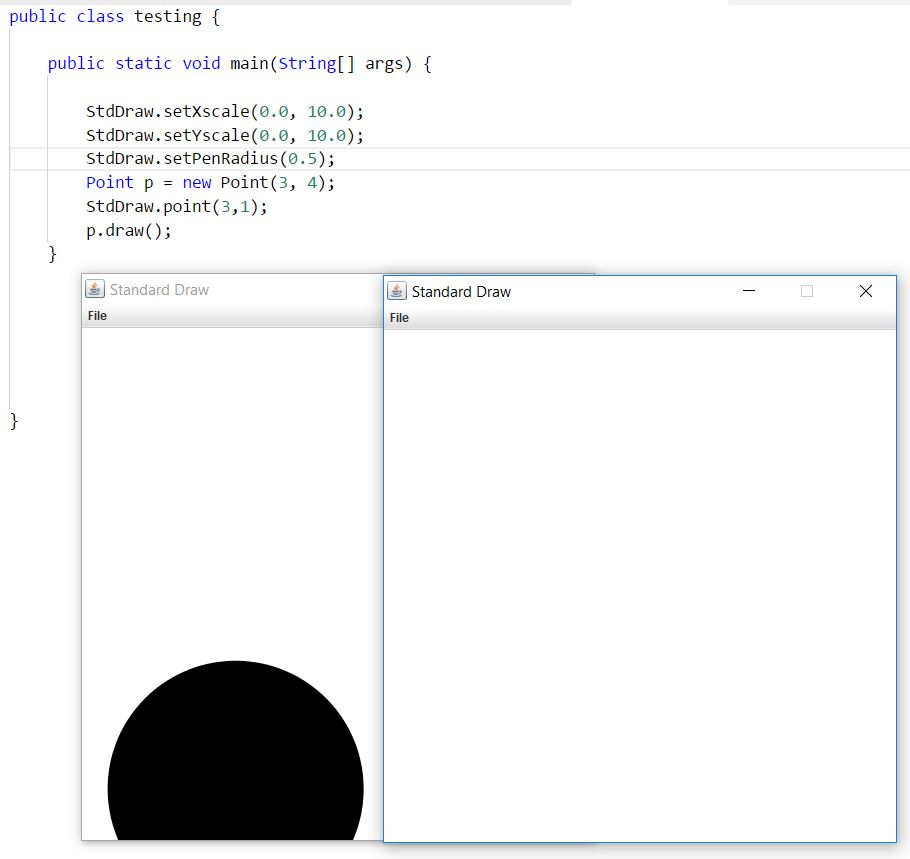 public class testing {
public static void main(String[] args) {
StdDraw.setXscale(0.0, 10.0);
StdDraw.setYscale(0.0, 10.0);
StdDraw.setPenRadius(0.5);
Point p = new Point(3, 4);
StdDraw.point(3,1);
p.draw();
}
Standard Draw
File
Standard Draw
File
}